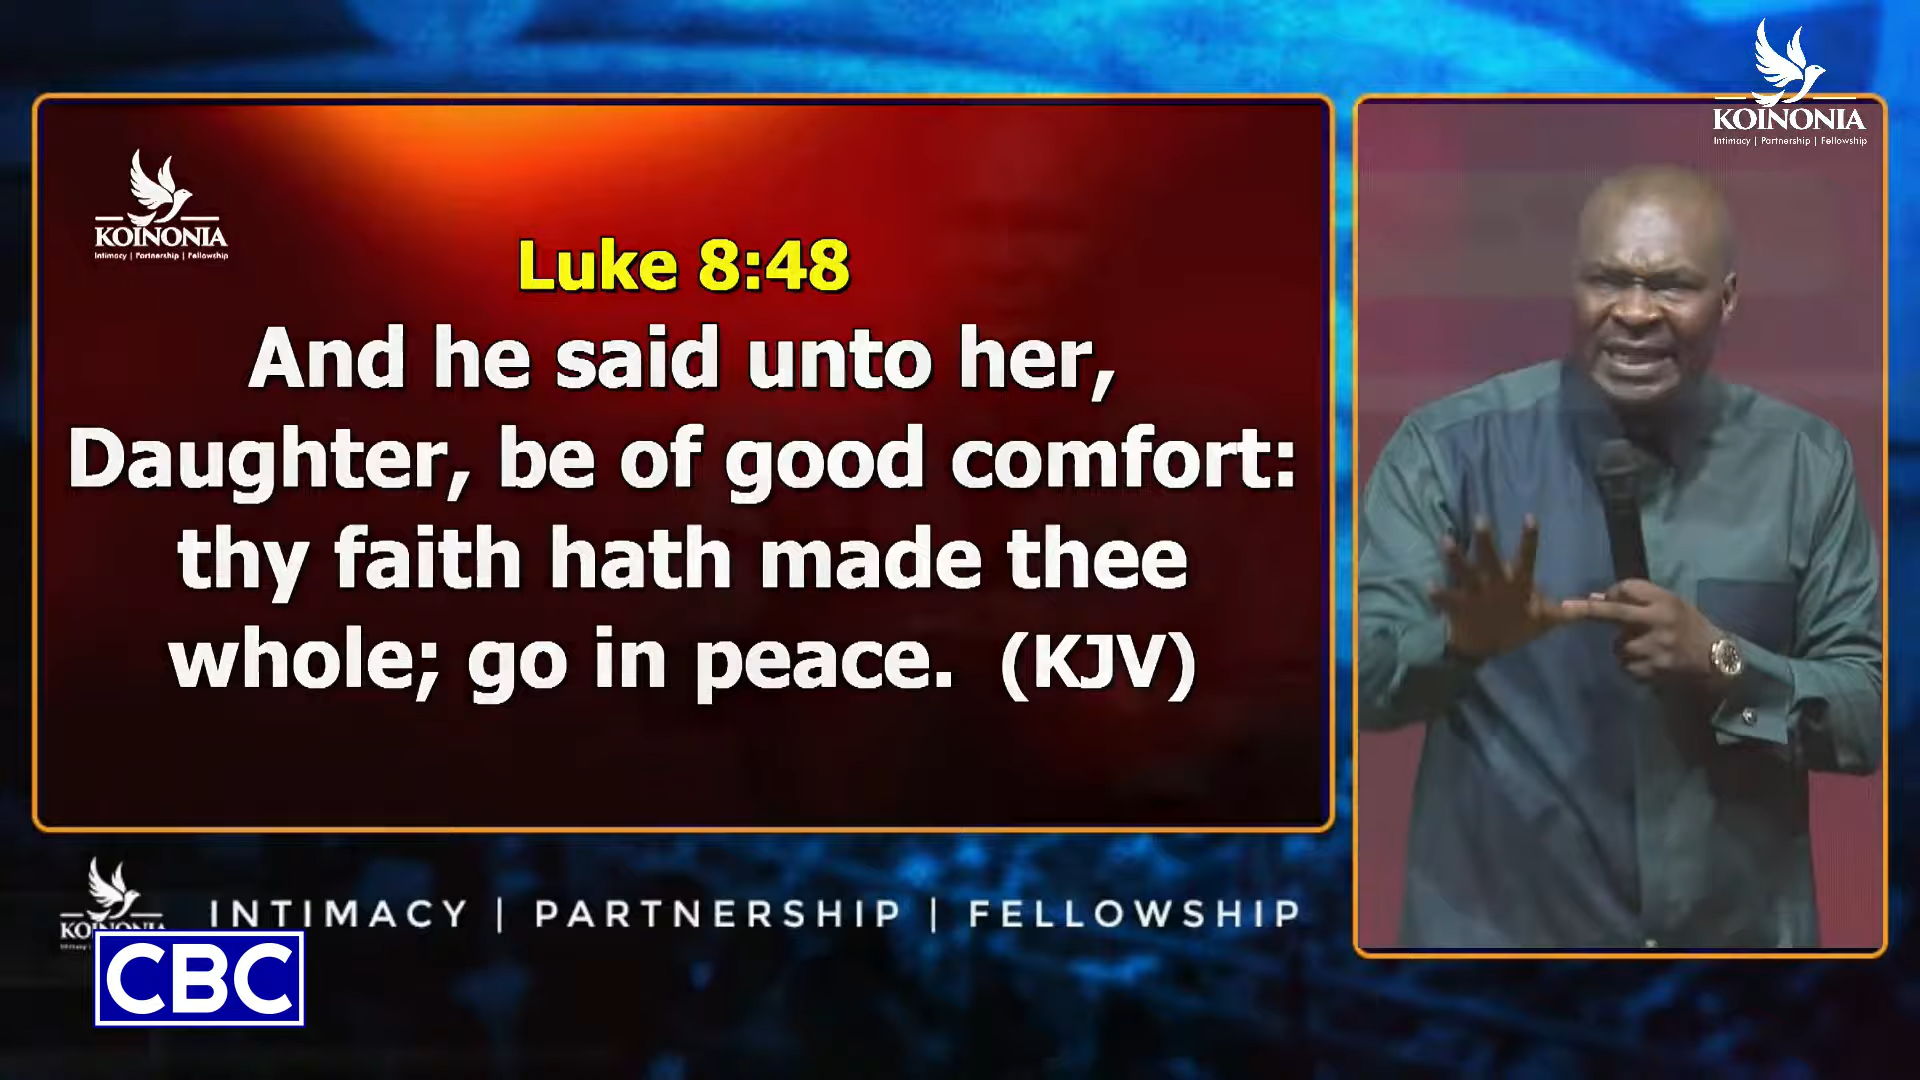 KOINONIA
Intimacy | Partnership | Fellowship
KOINONIA
Intimacy | Partnership | Fellowship
Luke 8:48
And he said unto her,
Daughter, be of good comfort:
thy faith hath made thee
whole; go in peace. (KJV)
INTIMACY | PARTNERSHIP | FELLOWSHIP
CBC